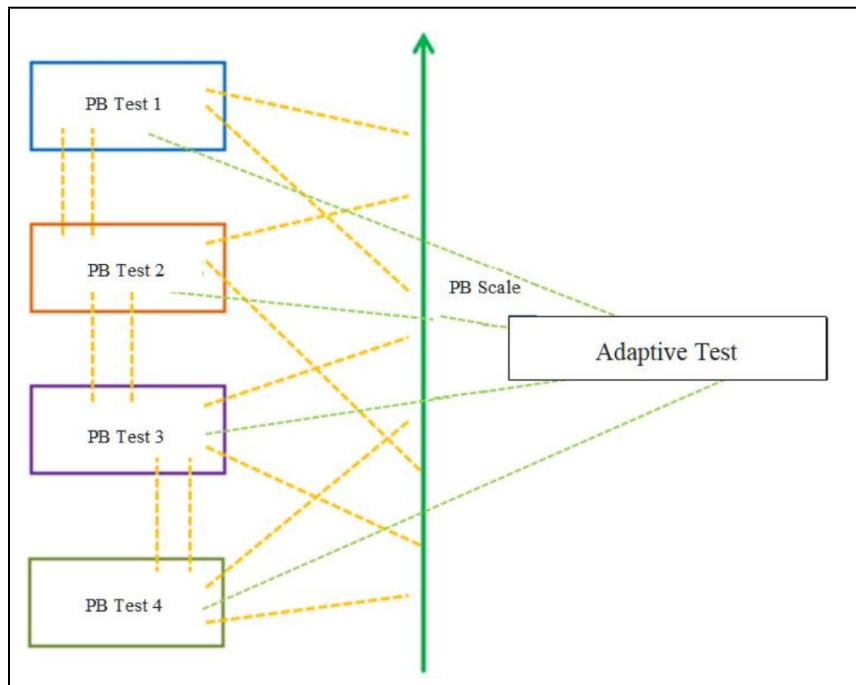 PB Test 1
PB Test 2
PB Scale
Adaptive Test
PB Test 3
PB Test 4